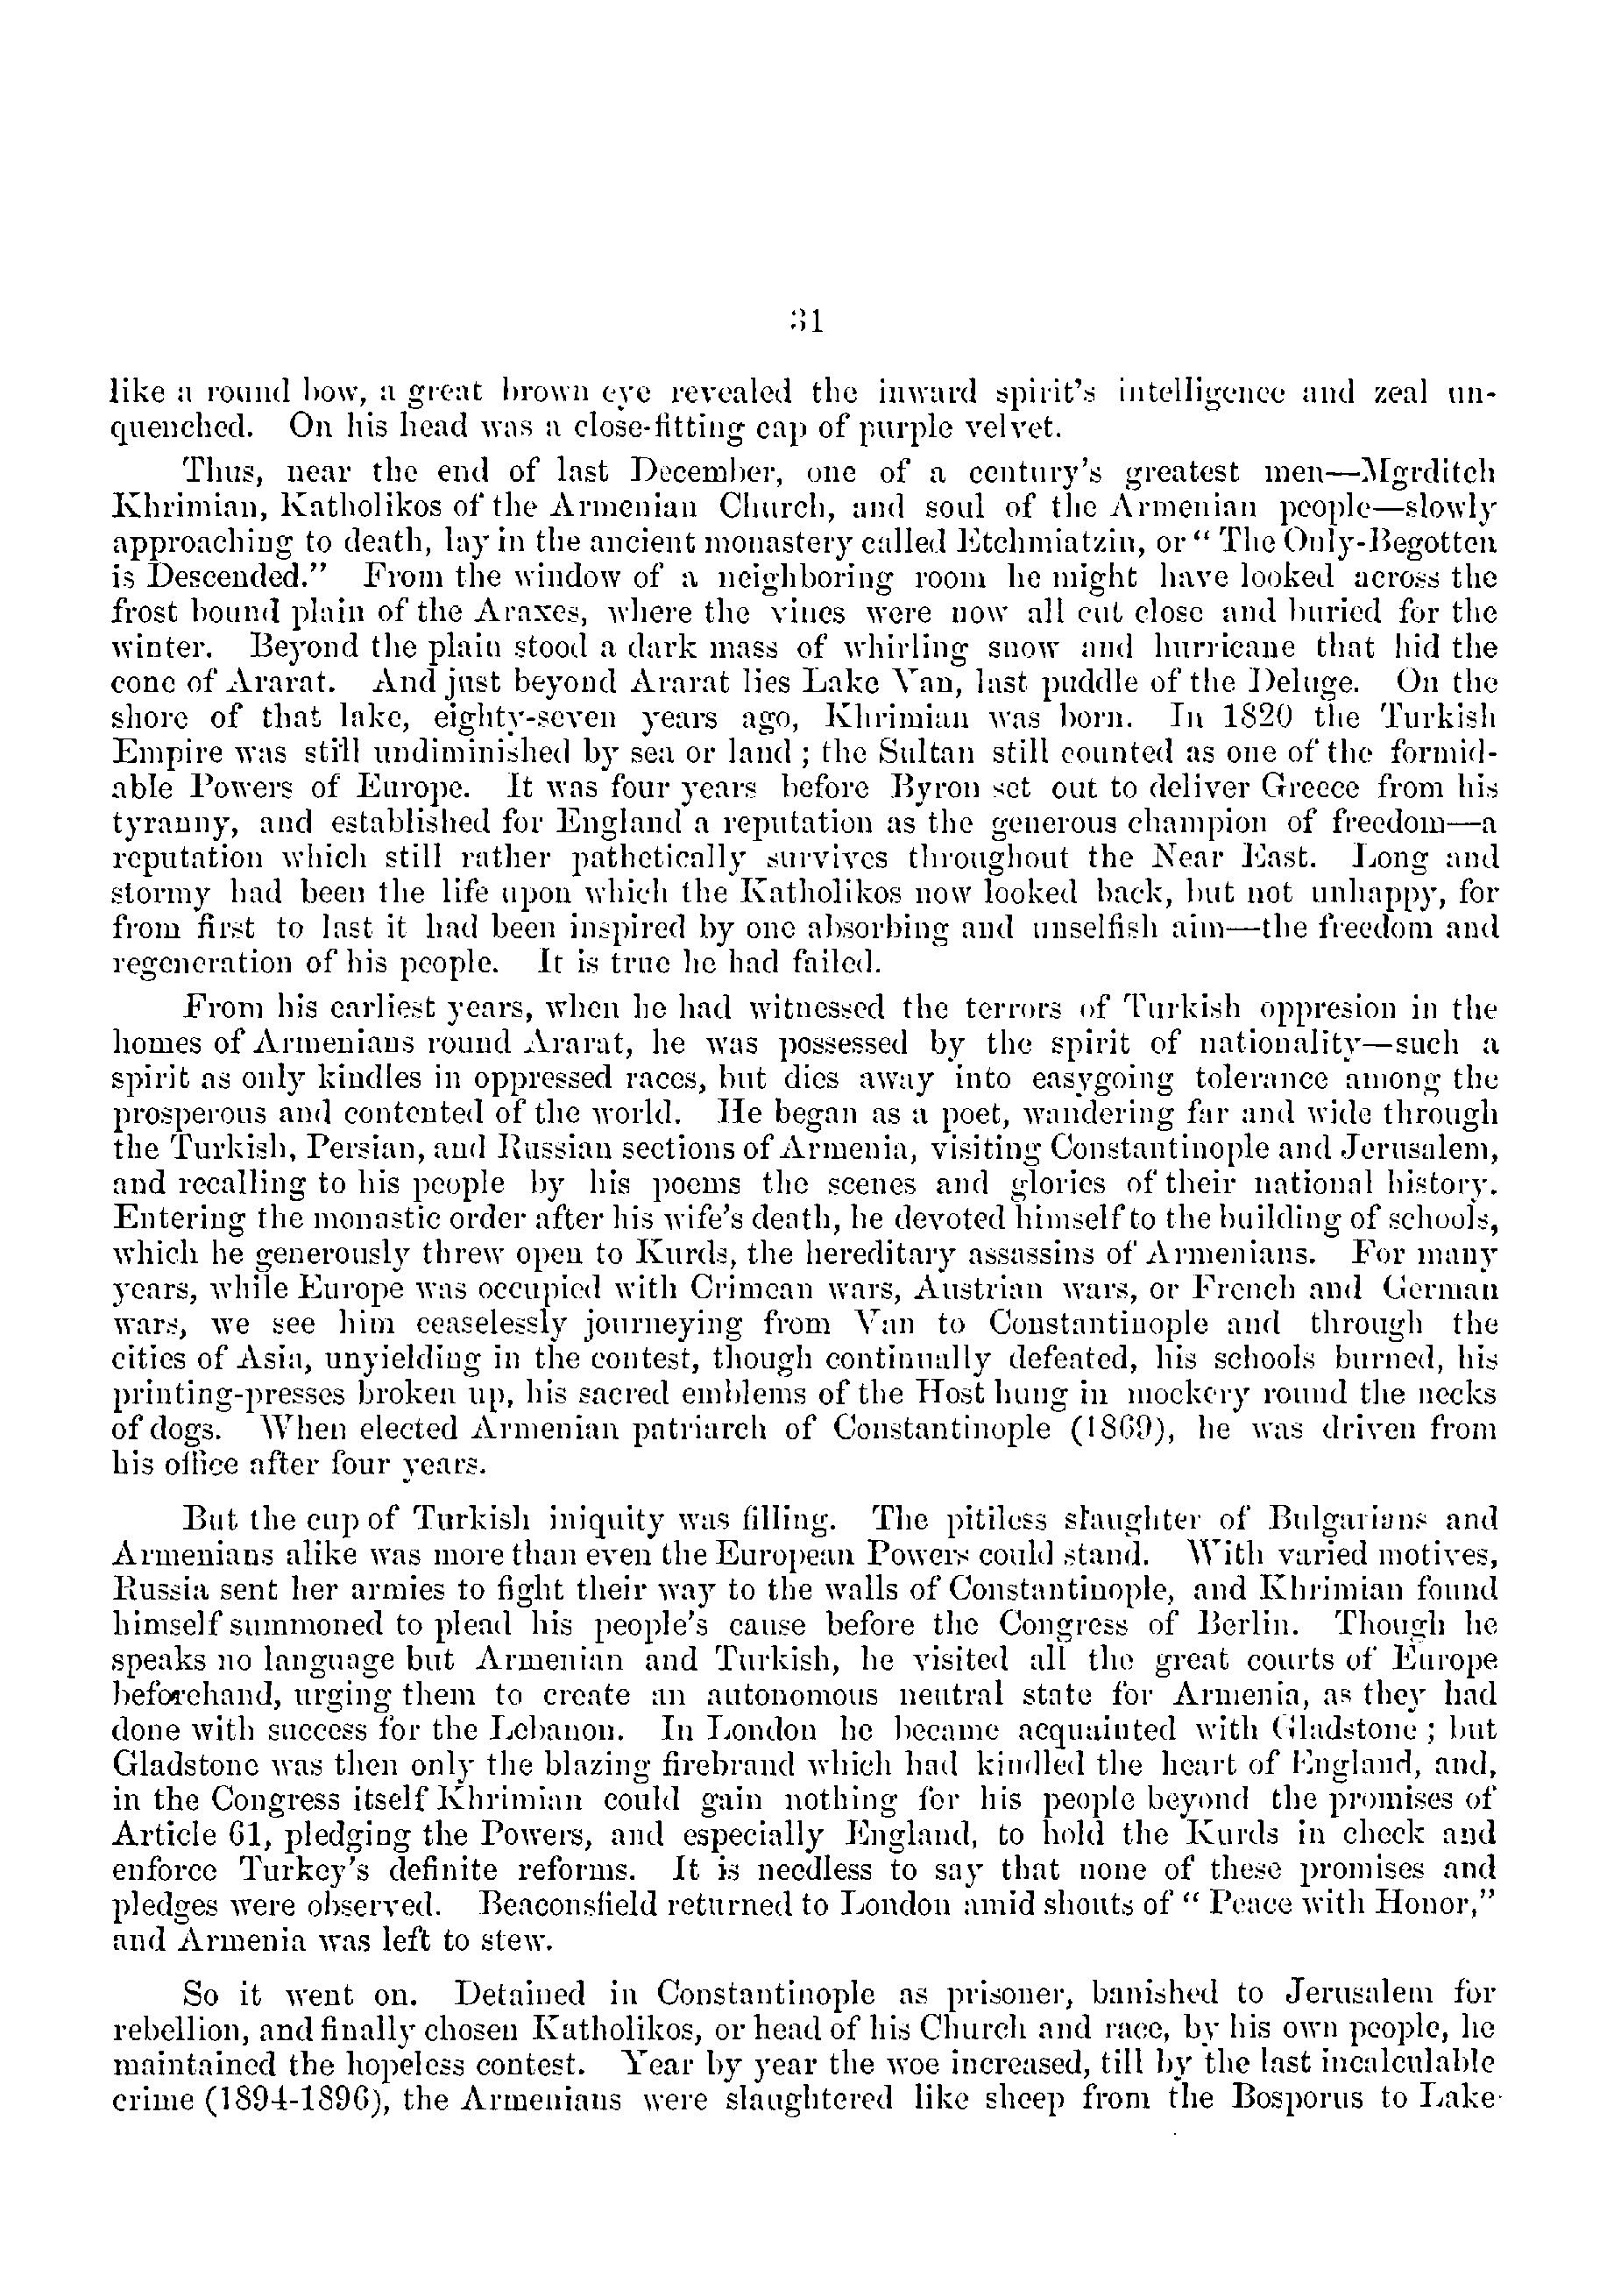 31
like a round bow, a great brown eye revealed the inward spirit's intelligence and zeal un-
quenched. On his head was a close-fitting cap of purple velvet.
Thus, near the end of last December, one of a century's greatest men—Mgrditch
Khrimian, Katholikos of the Armenian Church, and soul of the Armenian people—slowly
approaching to death, lay in the ancient monastery called Etchmiatzin, or “ The Only-Begotten
is Descended.” From the window of a neighboring room he might have looked across the
frost bound plain of the Araxes, where the vines were now all cut close and buried for the
winter. Beyond the plain stood a dark mass of whirling snow and hurricane that hid the
cone of Ararat. And just beyond Ararat lies Lake Van, last puddle of the Deluge. On the
shore of that lake, eighty-seven years ago, Khrimian was born. In 1820 the Turkish
Empire was still undiminished by sea or land ; the Sultan still counted as one of the formid-
able Powers of Europe. It was four years before Byron set out to deliver Greece from his
tyranny, and established for England a reputation as the generous champion of freedom—a
reputation which still rather pathetically survives throughout the Near East. Long and
stormy had been the life upon which the Katholikos now looked back, but not unhappy, for
from first to last it had been inspired by one absorbing and unselfish aim—the freedom and
regeneration of his people. It is true he had failed.
From his earliest years, when he had witnessed the terrors of Turkish oppresion in the
homes of Armenians round Ararat, he was possessed by the spirit of nationality—such a
spirit as only kindles in oppressed races, but dies away into easygoing tolerance among the
prosperous and contented of the world. He began as a poet, wandering far and wide through
the Turkish, Persian, and Russian sections of Armenia, visiting Constantinople and Jerusalem,
and recalling to his people by his poems the scenes and glories of their national history.
Entering the monastic order after his wife's death, he devoted himself to the building of schools,
which he generously threw open to Kurds, the hereditary assassins of Armenians. For many
years, while Europe was occupied with Crimean wars, Austrian wars, or French and German
wars, we see him ceaselessly journeying from Van to Constantinople and through the
cities of Asia, unyielding in the contest, though continually defeated, his schools burned, his
printing-presses broken up, his sacred emblems of the Host hung in mockery round the necks
of dogs. When elected Armenian patriarch of Constantinople (1869), he was driven from
his office after four years.
But the cup of Turkish iniquity was filling. The pitiless slaughter of Bulgarians and
Armenians alike was more than even the European Powers could stand. With varied motives,
Russia sent her armies to fight their way to the walls of Constantinople, and Khrimian found
himself summoned to plead his people's cause before the Congress of Berlin. Though he
speaks no language but Armenian and Turkish, he visited all the great courts of Europe
beforehand, urging them to create an autonomous neutral state for Armenia, as they had
done with success for the Lebanon. In London he became acquainted with Gladstone ; but
Gladstone was then only the blazing firebrand which had kindled the heart of England, and,
in the Congress itself Khrimian could gain nothing for his people beyond the promises of
Article 61, pledging the Powers, and especially England, to hold the Kurds in check and
enforce Turkey's definite reforms. It is needless to say that none of these promises and
pledges were observed. Beaconsfield returned to London amid shouts of “ Peace with Honor,”
and Armenia was left to stew.
So it went on. Detained in Constantinople as prisoner, banished to Jerusalem for
rebellion, and finally chosen Katholikos, or head of his Church and race, by his own people, he
maintained the hopeless contest. Year by year the woe increased, till by the last incalculable
crime (1894-1896), the Armenians were slaughtered like sheep from the Bosporus to Lake